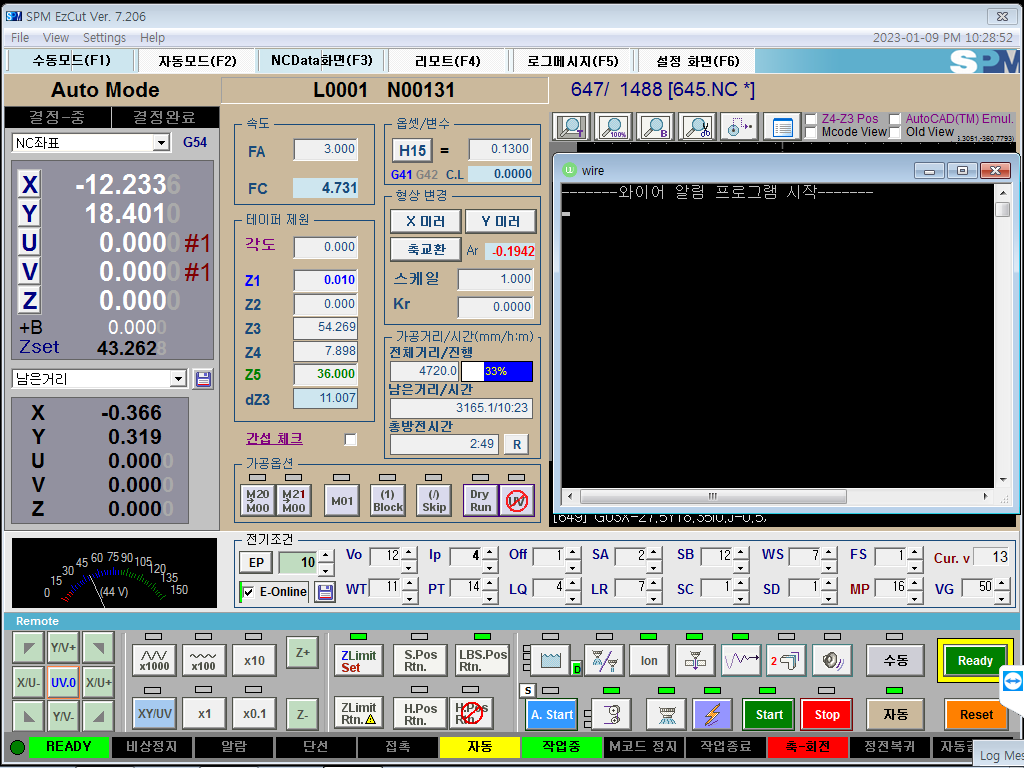 SPM EzCut Ver. 7.206
File View Settings Help
2023-01-09 PM 10:28:52
수동모드(F1) 자동모드(F2) NCData화면(F3) 리모트(F4) 로그메시지(F5) 설정 화면(F6)
SPM
Auto Mode
L0001 N00131
647/ 1488 [645.NC *]
결정-중 결정완료
NC좌표 G54
X -12.2336
Y 18.4010
U 0.0000 #1
V 0.0000 #1
Z 0.0000
+B 0.0000
Zset 43.2628
남은거리
X -0.366
Y 0.319
U 0.0000
V 0.0000
Z 0.0000
속도
FA 3.000
FC 4.731
테이퍼 제원
각도 0.000
Z1 0.010
Z2 0.000
Z3 54.269
Z4 7.898
Z5 36.000
dZ3 11.007
간섭 체크
옵셋/변수
H15 = 0.1300
G41 G42 C.L 0.0000
형상 변경
X 미러 Y 미러
축교환 Ar -0.1942
스케일 1.000
Kr 0.0000
가공거리/시간(mm/h:m)
전체거리/진행
4720.0 33%
남은거리/시간
3165.1/10:23
총방전시간
2:49 R
가공옵션
M20 M00 M21 M00 M01 (1) Block (/) Skip Dry Run UV
T 100% B
Z4-Z3 Pos AutoCAD(TM) Emul.
Mcode View Old View
wire
-------와이어 알림 프로그램 시작-------
[649] G03X-27.5Y18.35I0.J-0.5;
0 15 30 45 60 75 90 105 120 135 150
(44 V)
전기조건
EP 10
E-Online
Vo 12 Ip 4 Off 1 SA 2 SB 12 WS 7 FS 1 Cur. v 13
WT 11 PT 14 LQ 4 LR 7 SC 1 SD 1 MP 16 VG 50
Remote
Y/V+
X/U- UV.0 X/U+
Y/V-
x1000 x100 x10 Z+
XY/UV x1 x0.1 Z-
ZLimit Set S.Pos Rtn. LBS.Pos Rtn.
ZLimit Rtn. H.Pos Rtn. H.Pos Rtn.
D Ion 2 수동 Ready
S A. Start Start Stop 자동 Reset
READY 비상정지 알람 단선 접촉 자동 작업중 M코드 정지 작업종료 축-회전 정전복귀
Log Mes